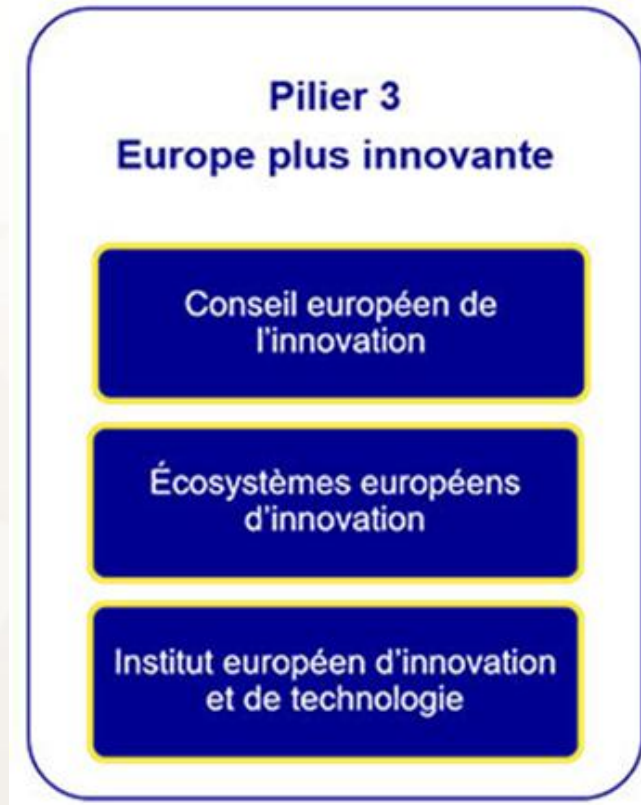 Pilier 3
Europe plus innovante
Conseil européen de
l'innovation
Écosystèmes européens
d'innovation
Institut européen d'innovation
et de technologie